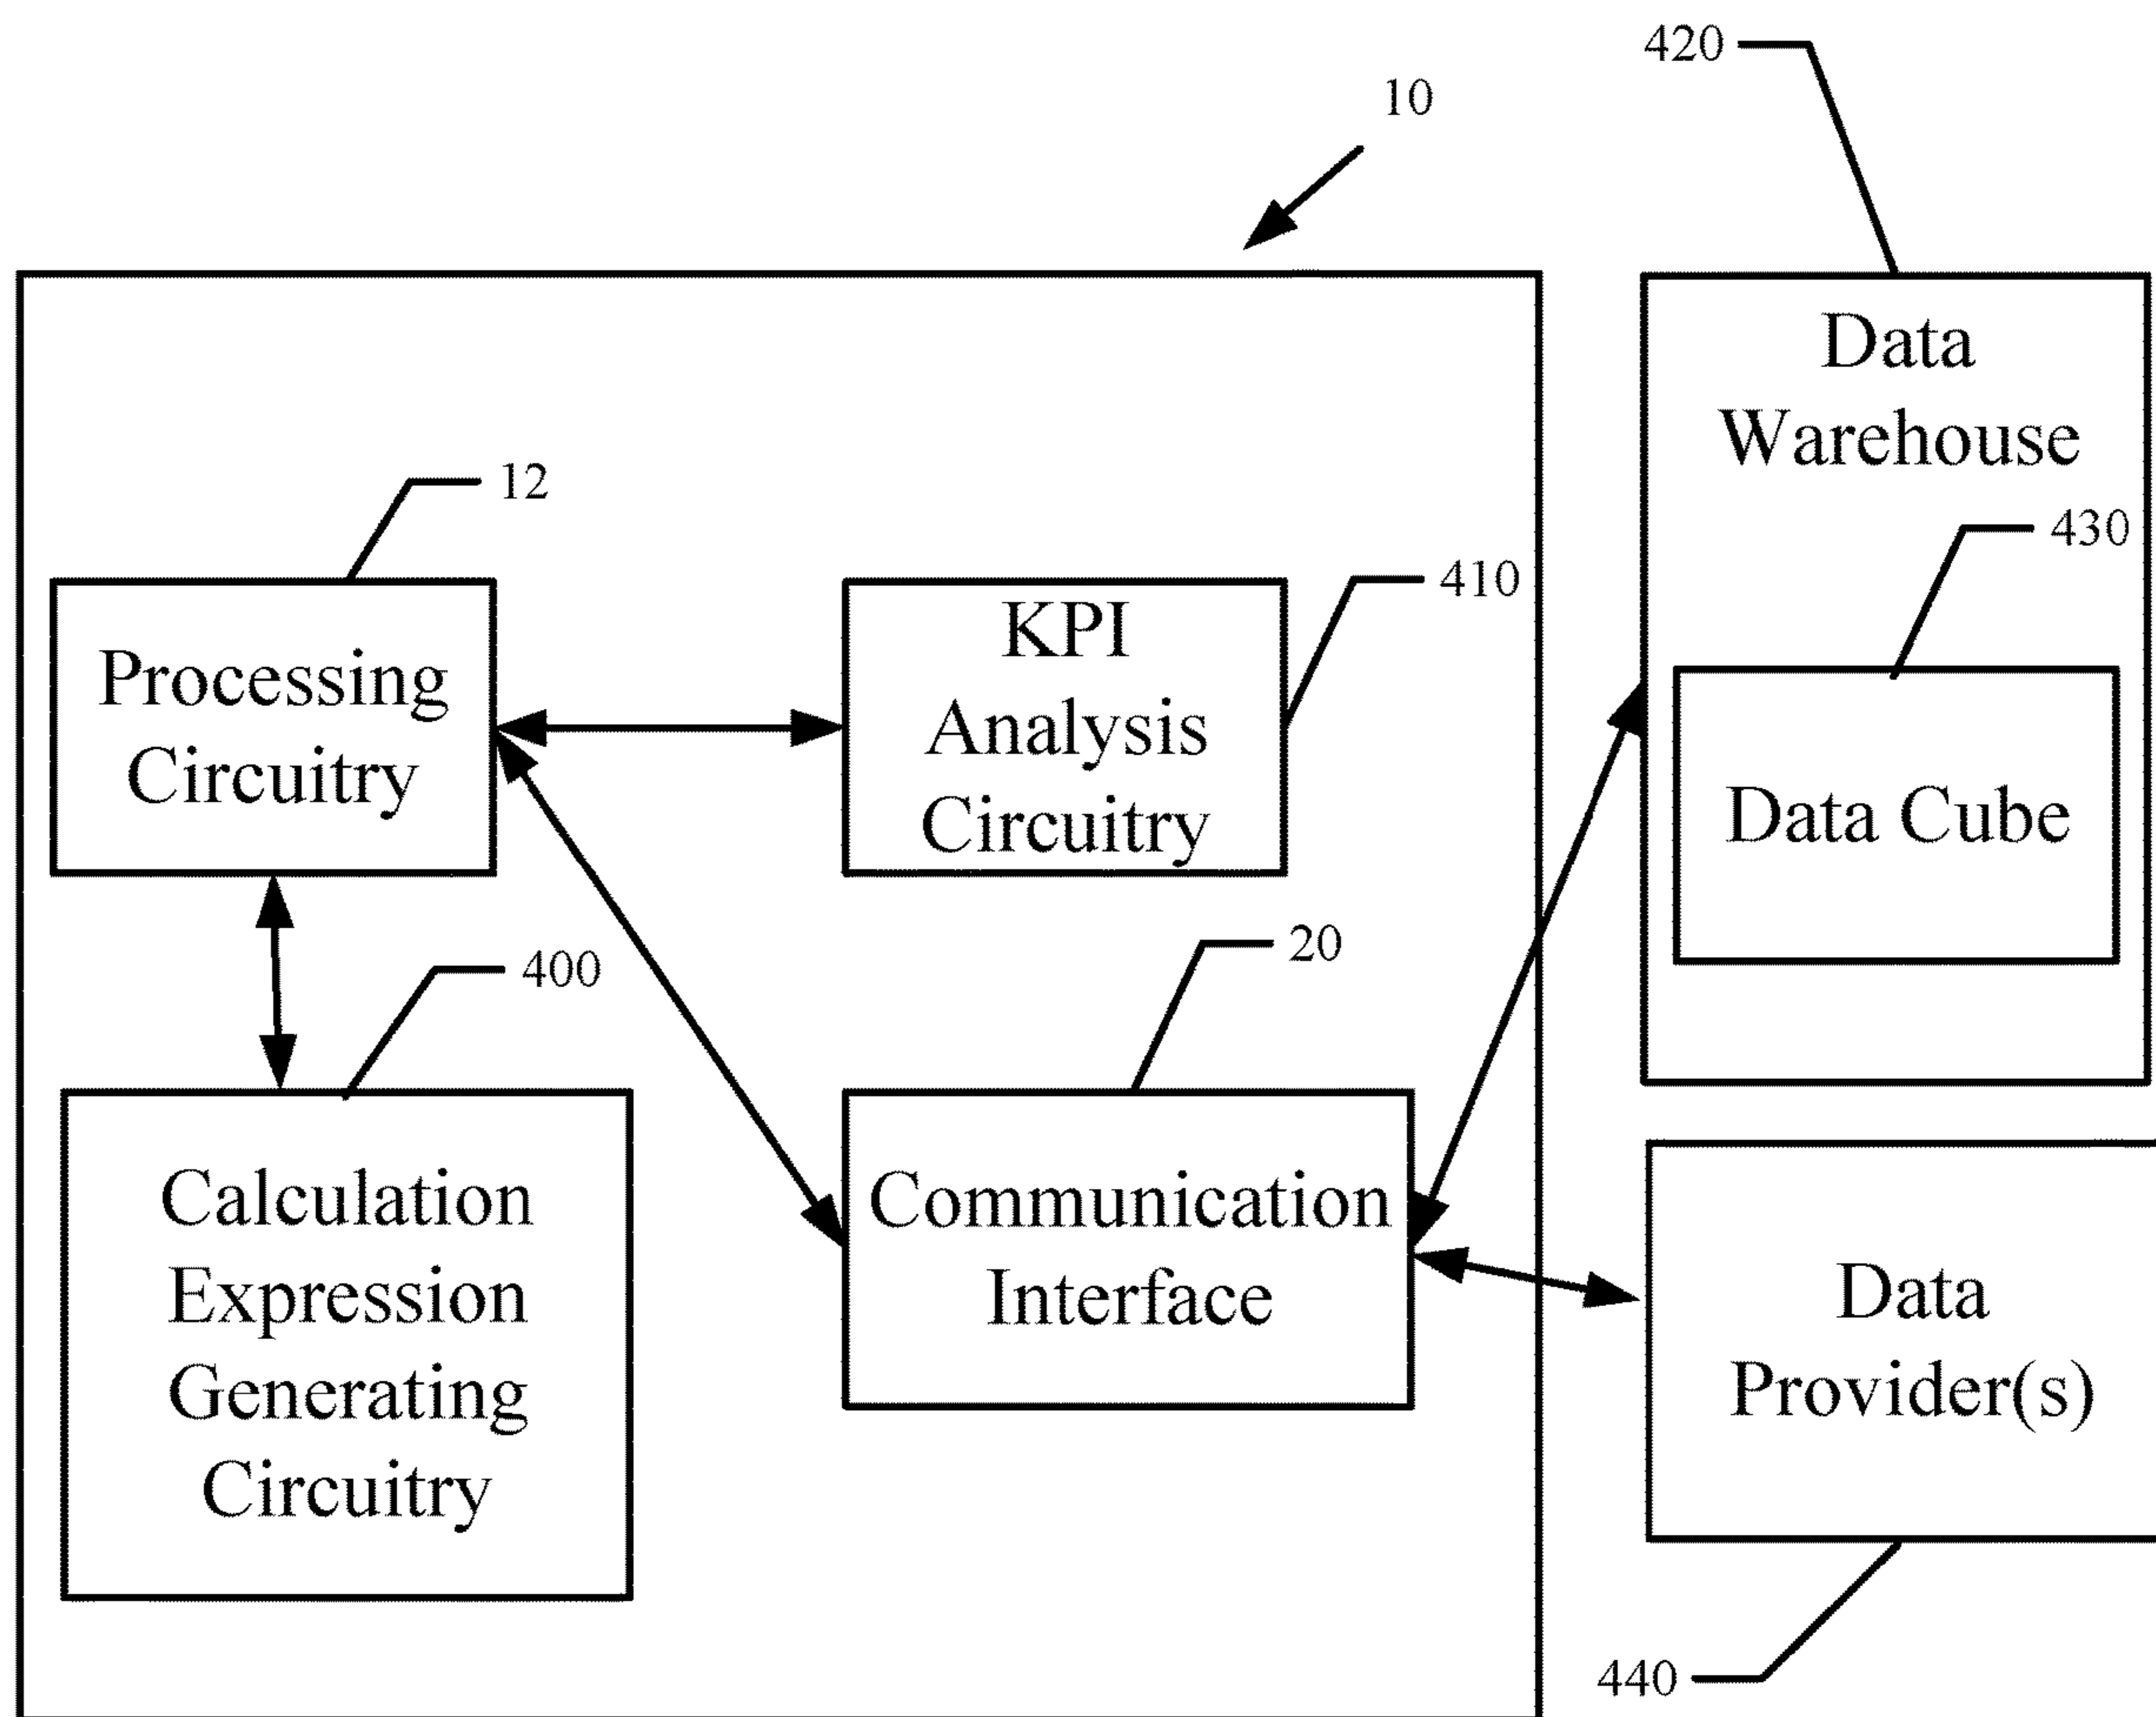 420
10
Data
Warehouse
12
430
410
Processing
Circuitry
KPI
Analysis
Circuitry
Data Cube
400
20
Calculation
Expression
Generating
Circuitry
Communication
Interface
Data
Provider(s)
440